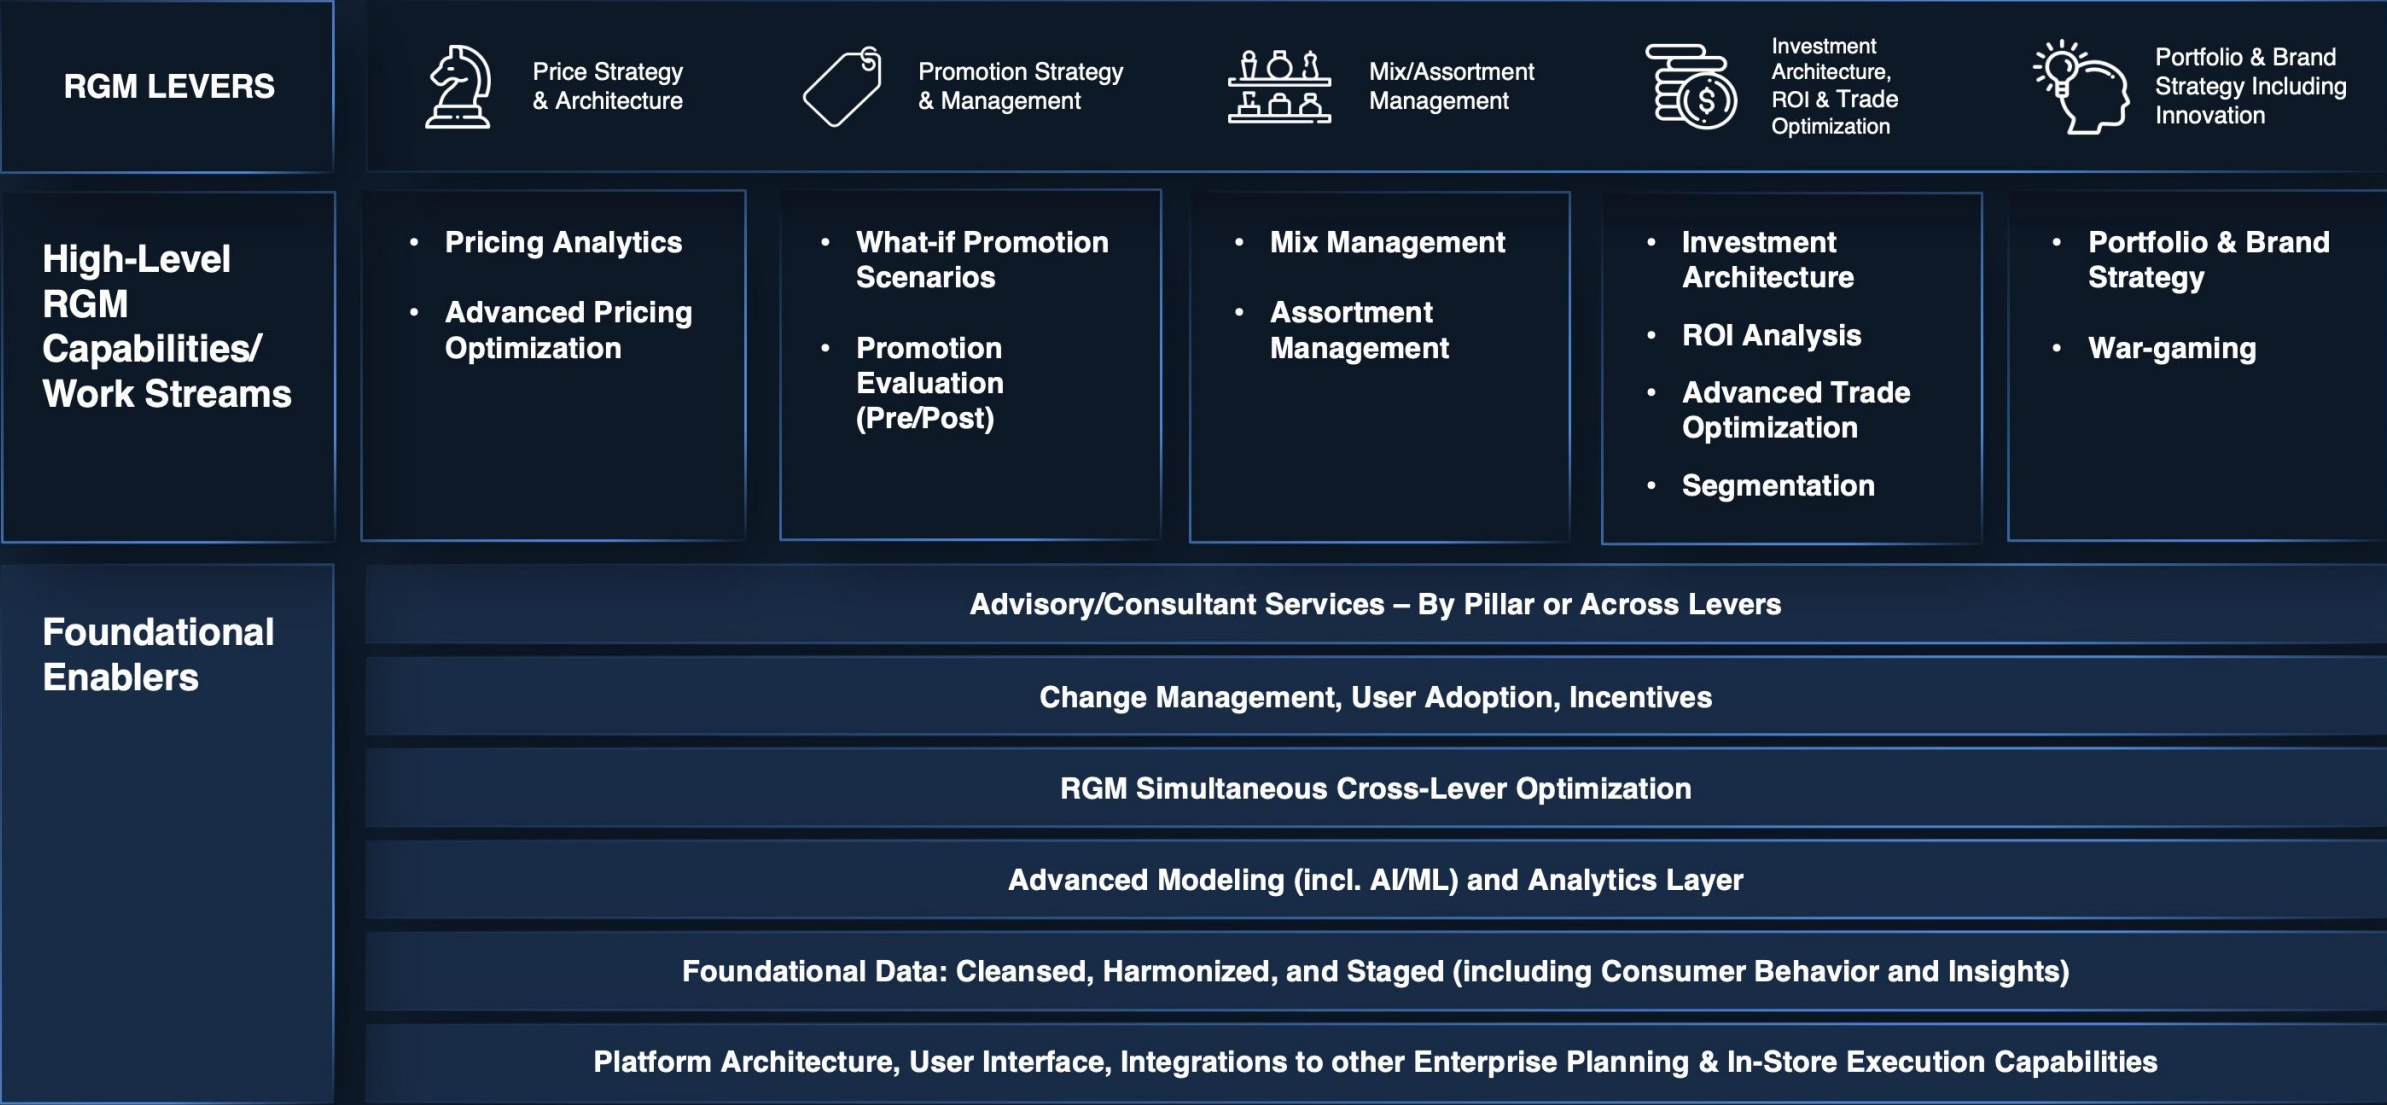 RGM LEVERS
Price Strategy
& Architecture
Promotion Strategy
& Management
Mix/Assortment
Management
Investment
Architecture,
ROI & Trade
Optimization
Portfolio & Brand
Strategy Including
Innovation
High-Level
RGM
Capabilities/
Work Streams
• Pricing Analytics
• Advanced Pricing
Optimization
• What-if Promotion
Scenarios
• Promotion
Evaluation
(Pre/Post)
• Mix Management
• Assortment
Management
• Investment
Architecture
• ROI Analysis
• Advanced Trade
Optimization
• Segmentation
• Portfolio & Brand
Strategy
• War-gaming
Foundational
Enablers
Advisory/Consultant Services – By Pillar or Across Levers
Change Management, User Adoption, Incentives
RGM Simultaneous Cross-Lever Optimization
Advanced Modeling (incl. AI/ML) and Analytics Layer
Foundational Data: Cleansed, Harmonized, and Staged (including Consumer Behavior and Insights)
Platform Architecture, User Interface, Integrations to other Enterprise Planning & In-Store Execution Capabilities